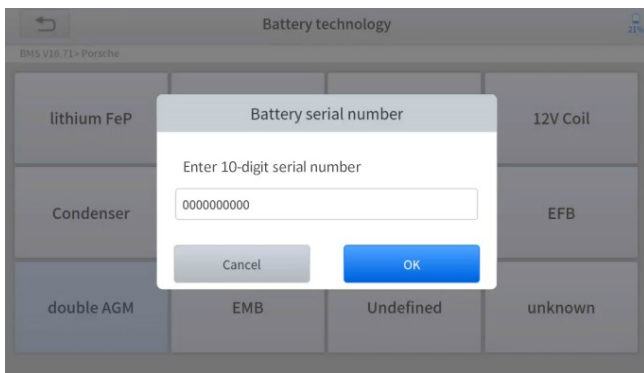 Battery technology
21%
BMS V16.71> Porsche
lithium FeP
12V Coil
Battery serial number
Enter 10-digit serial number
0000000000
Cancel
OK
Condenser
EFB
double AGM
EMB
Undefined
unknown